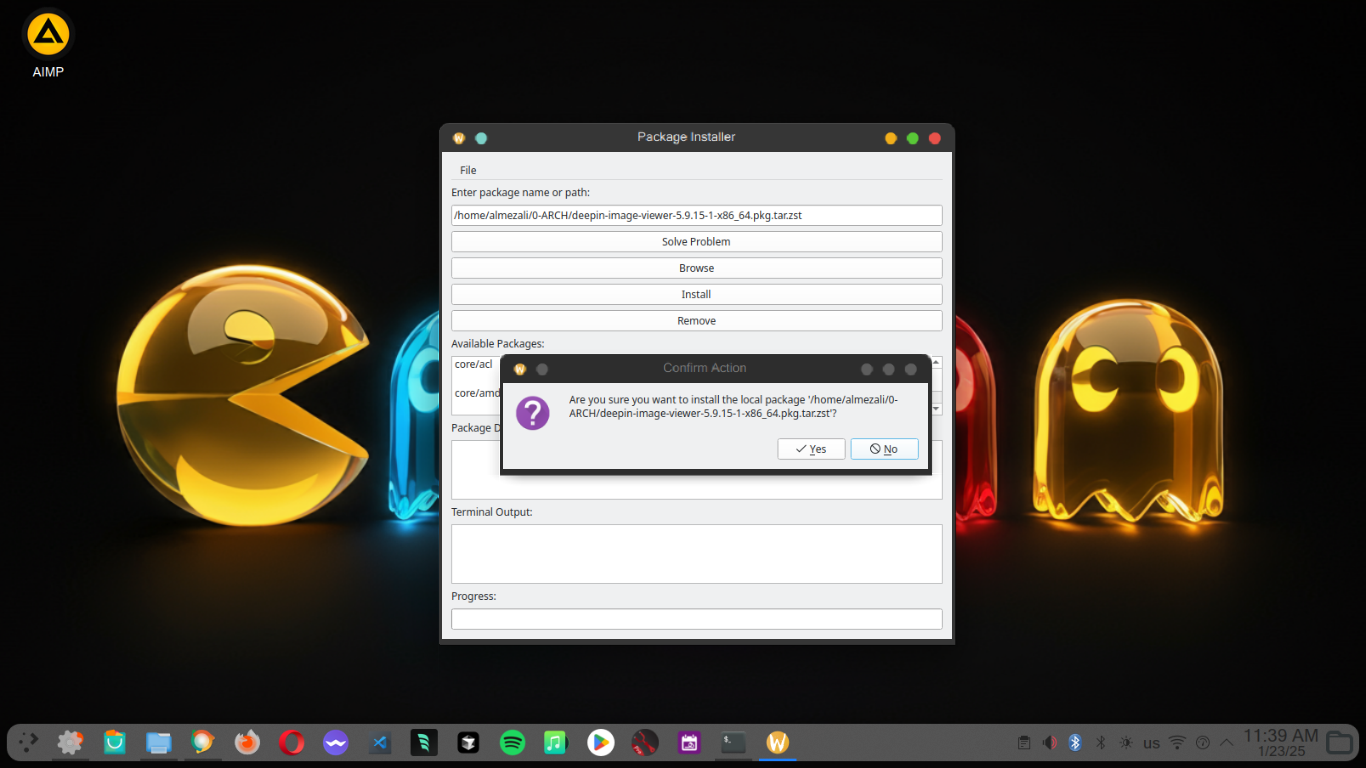 AIMP
Package Installer
File
Enter package name or path:
/home/almezali/0-ARCH/deepin-image-viewer-5.9.15-1-x86_64.pkg.tar.zst
Solve Problem
Browse
Install
Remove
Available Packages:
core/acl
core/amd
Confirm Action
Are you sure you want to install the local package '/home/almezali/0-
ARCH/deepin-image-viewer-5.9.15-1-x86_64.pkg.tar.zst'?
Yes
No
Package D
Terminal Output:
Progress:
us
11:39 AM
1/23/25